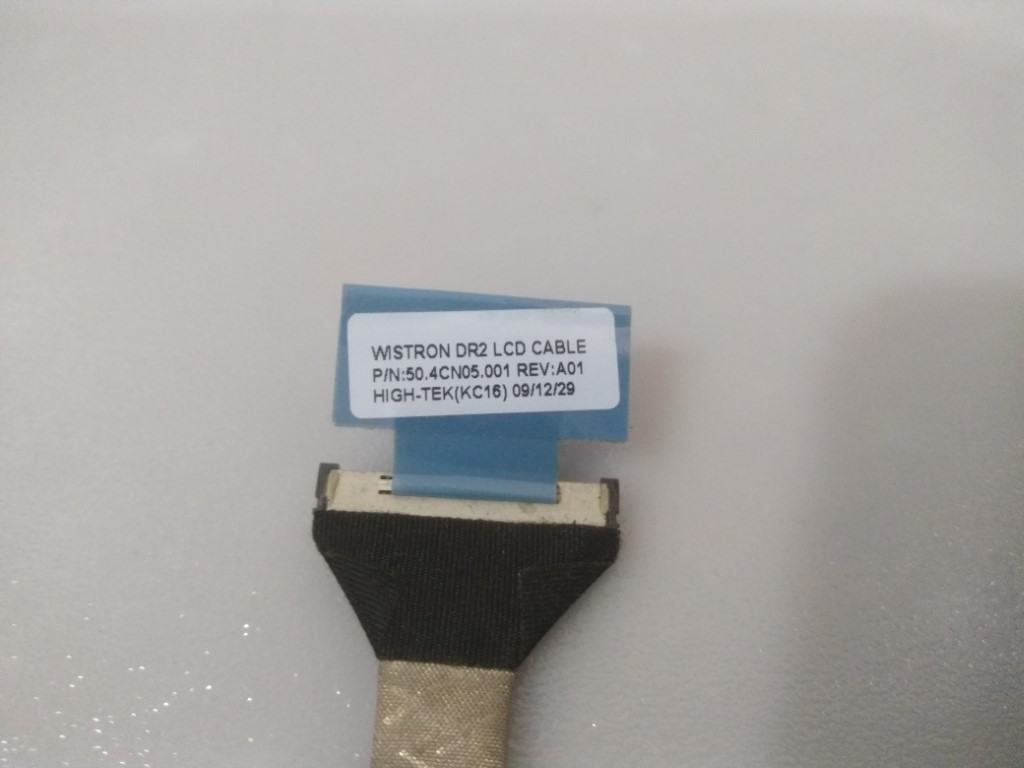 WISTRON DR2 LCD CABLE
P/N:50.4CN05.001 REV:A01
HIGH-TEK(KC16) 09/12/29